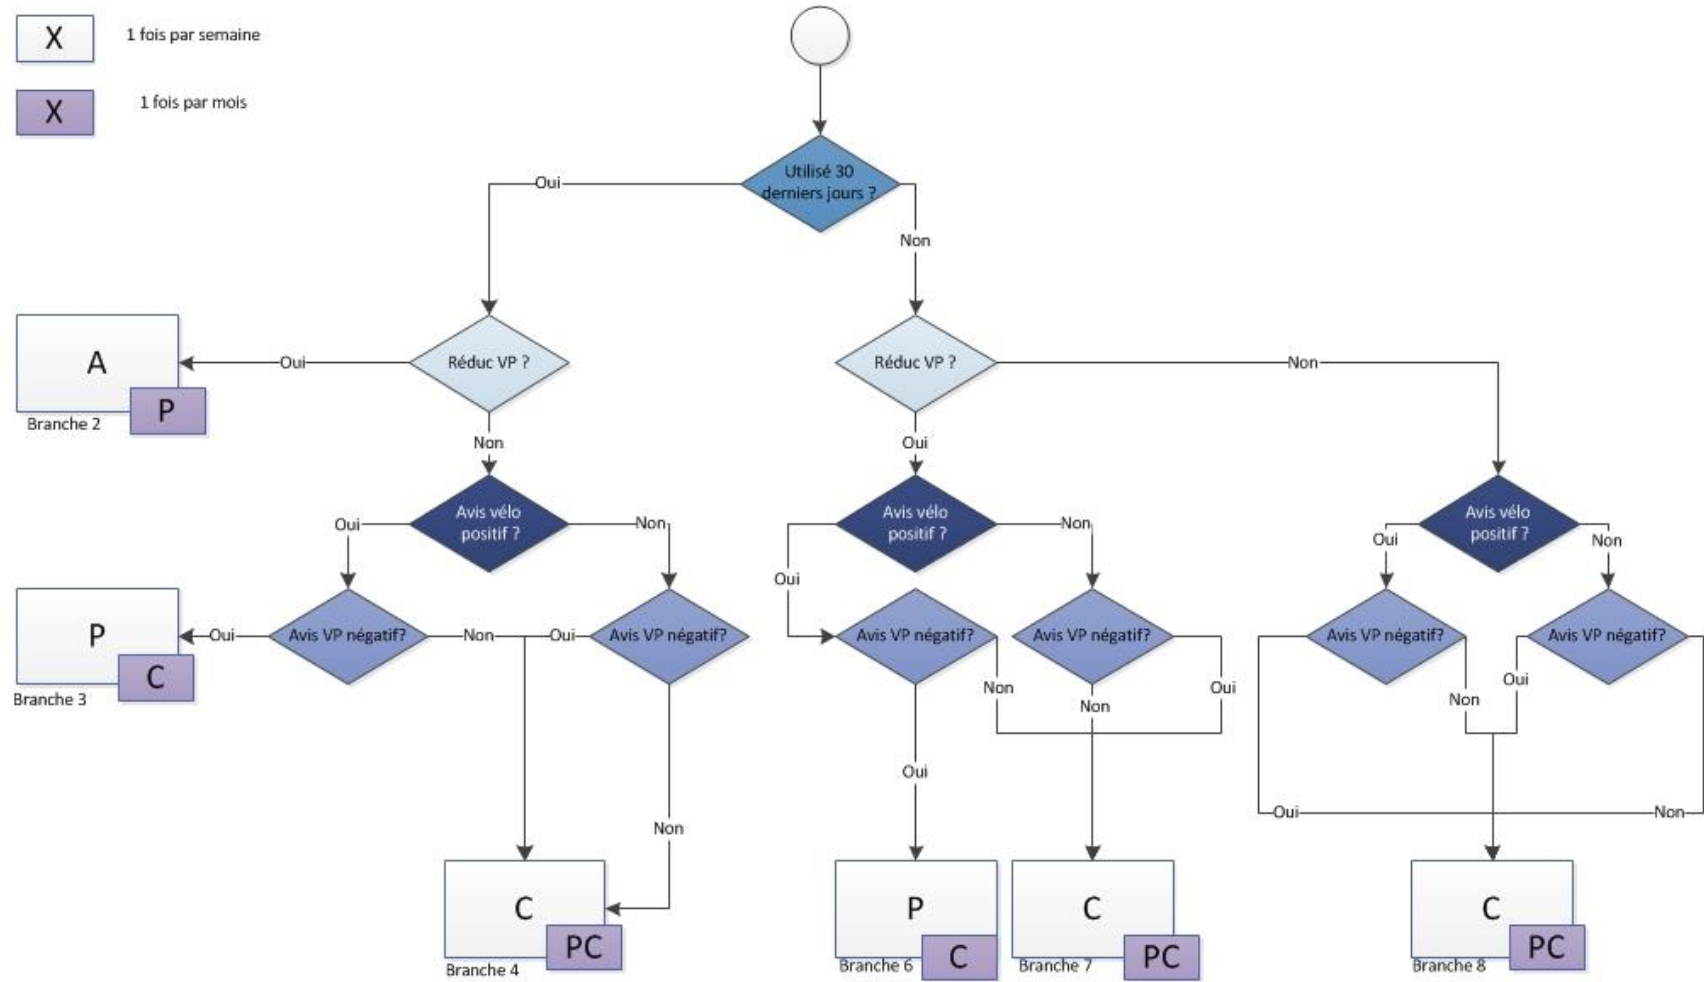 X
1 fois par semaine
X
1 fois par mois
Utilisé 30
derniers jours ?
Oui
Non
A
P
Branche 2
Oui
Réduc VP ?
Réduc VP ?
Non
Non
Oui
Avis vélo
positif ?
Avis vélo
positif ?
Avis vélo
positif ?
Oui
Non
Oui
Non
Oui
Non
P
C
Branche 3
Oui
Avis VP négatif?
Non
Oui
Avis VP négatif?
Avis VP négatif?
Avis VP négatif?
Avis VP négatif?
Avis VP négatif?
Non
Non
Oui
Non
Oui
Oui
Non
Oui
Non
C
PC
Branche 4
P
C
Branche 6
C
PC
Branche 7
C
PC
Branche 8